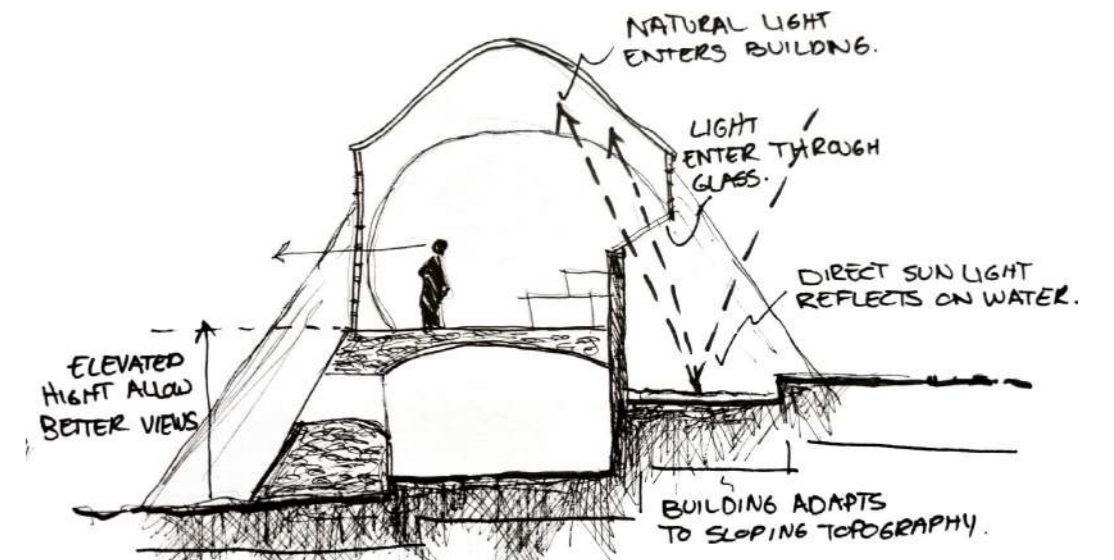 NATURAL LIGHT
ENTERS BUILDING.
LIGHT
ENTER THROUGH
GLASS.
DIRECT SUN LIGHT
REFLECTS ON WATER.
ELEVATED
HIGHT ALLOW
BETTER VIEWS
BUILDING ADAPTS
TO SLOPING TOPOGRAPHY.